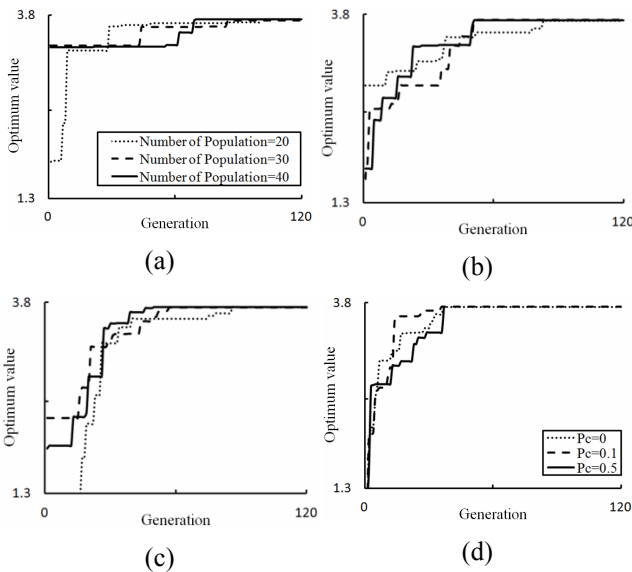 3.8
Optimum value
Number of Population=20
Number of Population=30
Number of Population=40
1.3
0
Generation
120
(a)
3.8
Optimum value
1.3
0
Generation
120
(b)
3.8
Optimum value
1.3
0
Generation
120
(c)
3.8
Optimum value
Pc=0
Pc=0.1
Pc=0.5
1.3
0
Generation
120
(d)